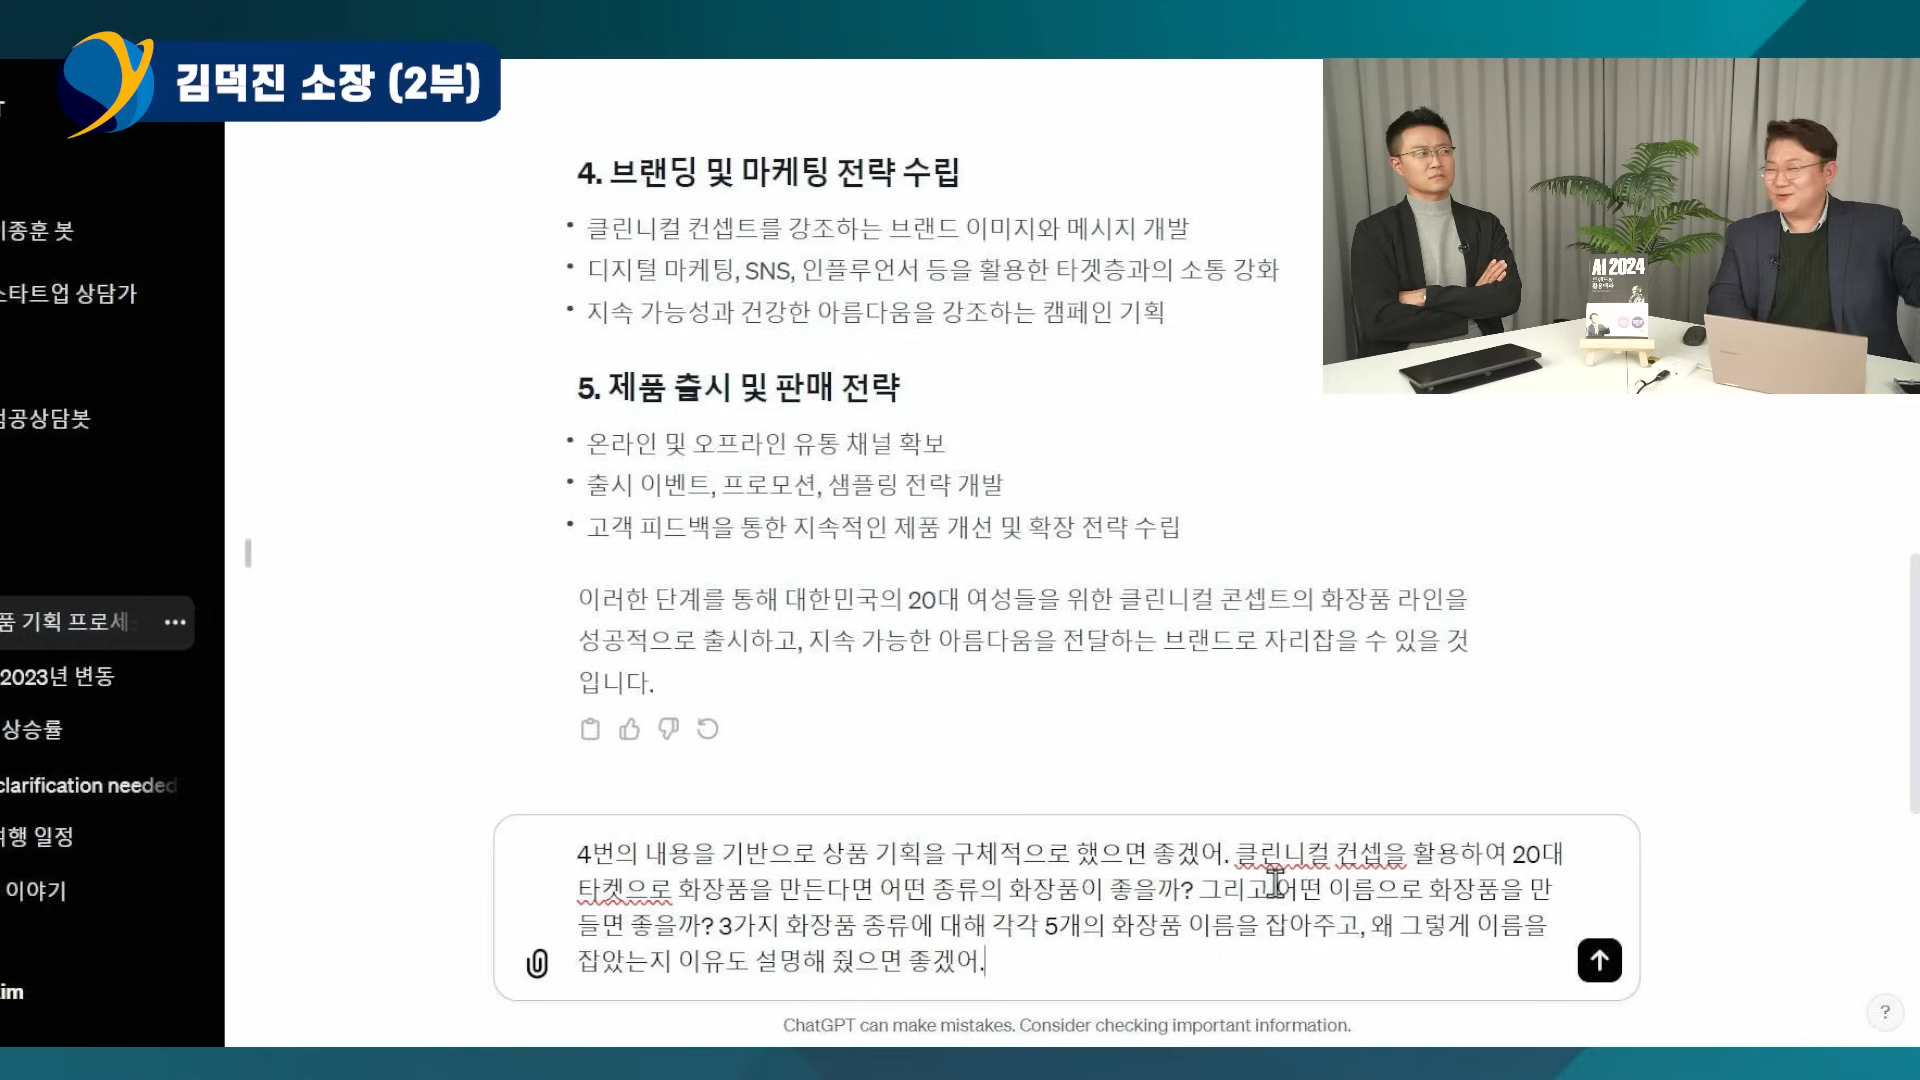 김덕진 소장 (2부)
종훈 봇
스타트업 상담가
공상담봇
품 기획 프로세
2023년 변동
상승률
clarification needed
행 일정
이야기
im
4. 브랜딩 및 마케팅 전략 수립
• 클린니컬 컨셉트를 강조하는 브랜드 이미지와 메시지 개발
• 디지털 마케팅, SNS, 인플루언서 등을 활용한 타겟층과의 소통 강화
• 지속 가능성과 건강한 아름다움을 강조하는 캠페인 기획
5. 제품 출시 및 판매 전략
• 온라인 및 오프라인 유통 채널 확보
• 출시 이벤트, 프로모션, 샘플링 전략 개발
• 고객 피드백을 통한 지속적인 제품 개선 및 확장 전략 수립
이러한 단계를 통해 대한민국의 20대 여성들을 위한 클린니컬 콘셉트의 화장품 라인을
성공적으로 출시하고, 지속 가능한 아름다움을 전달하는 브랜드로 자리잡을 수 있을 것
입니다.
4번의 내용을 기반으로 상품 기획을 구체적으로 했으면 좋겠어. 클린니컬 컨셉을 활용하여 20대
타켓으로 화장품을 만든다면 어떤 종류의 화장품이 좋을까? 그리고 어떤 이름으로 화장품을 만
들면 좋을까? 3가지 화장품 종류에 대해 각각 5개의 화장품 이름을 잡아주고, 왜 그렇게 이름을
잡았는지 이유도 설명해 줬으면 좋겠어.
ChatGPT can make mistakes. Consider checking important information.
?
AI 2024